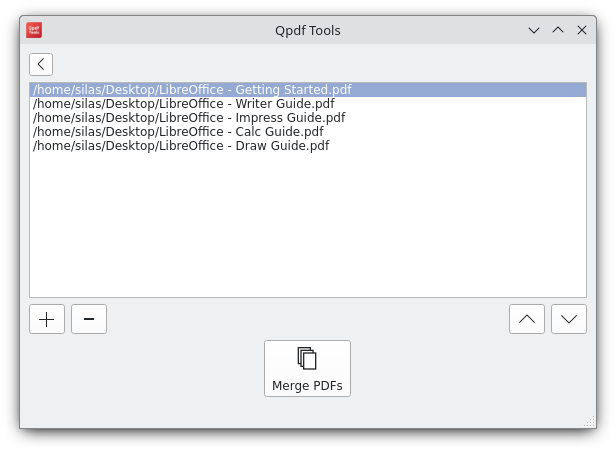 Qpdf Tools
Qpdf Tools
/home/silas/Desktop/LibreOffice - Getting Started.pdf
/home/silas/Desktop/LibreOffice - Writer Guide.pdf
/home/silas/Desktop/LibreOffice - Impress Guide.pdf
/home/silas/Desktop/LibreOffice - Calc Guide.pdf
/home/silas/Desktop/LibreOffice - Draw Guide.pdf
Merge PDFs